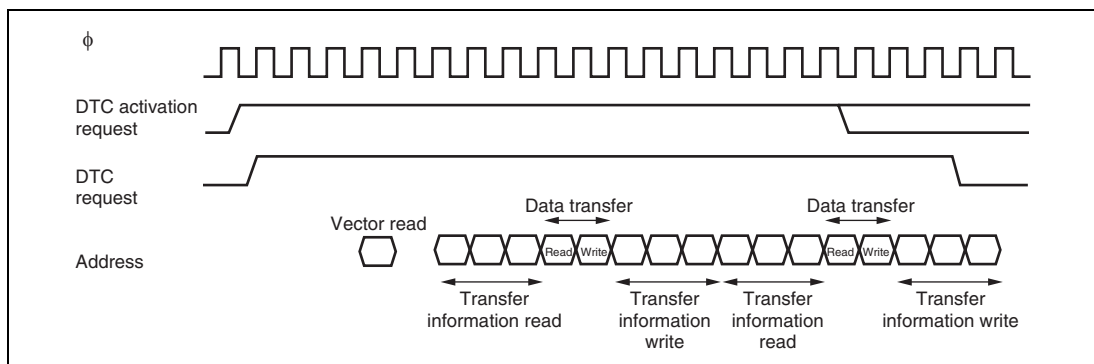 ϕ
DTC activation
request
DTC
request
Data transfer
Data transfer
Vector read
Address
Read Write
Read Write
Transfer
information read
Transfer
information
write
Transfer
information
read
Transfer
information write